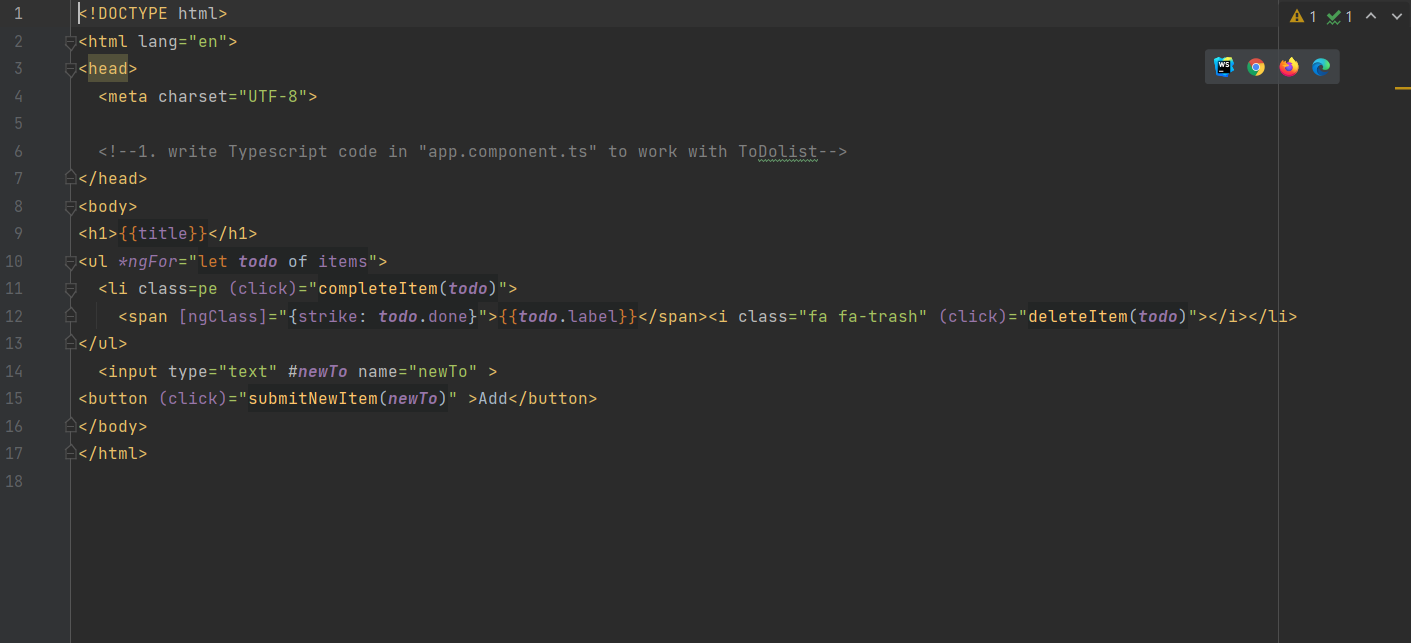 1 <!DOCTYPE html>
2 <html lang="en">
3 <head>
4 <meta charset="UTF-8">
5
6 <!--1. write Typescript code in "app.component.ts" to work with ToDolist-->
7 </head>
8 <body>
9 <h1>{{title}}</h1>
10 <ul *ngFor="let todo of items">
11 <li class=pe (click)="completeItem(todo)">
12 <span [ngClass]="{strike: todo.done}">{{todo.label}}</span><i class="fa fa-trash" (click)="deleteItem(todo)"></i></li>
13 </ul>
14 <input type="text" #newTo name="newTo" >
15 <button (click)="submitNewItem(newTo)" >Add</button>
16 </body>
17 </html>
18
1 1
WS